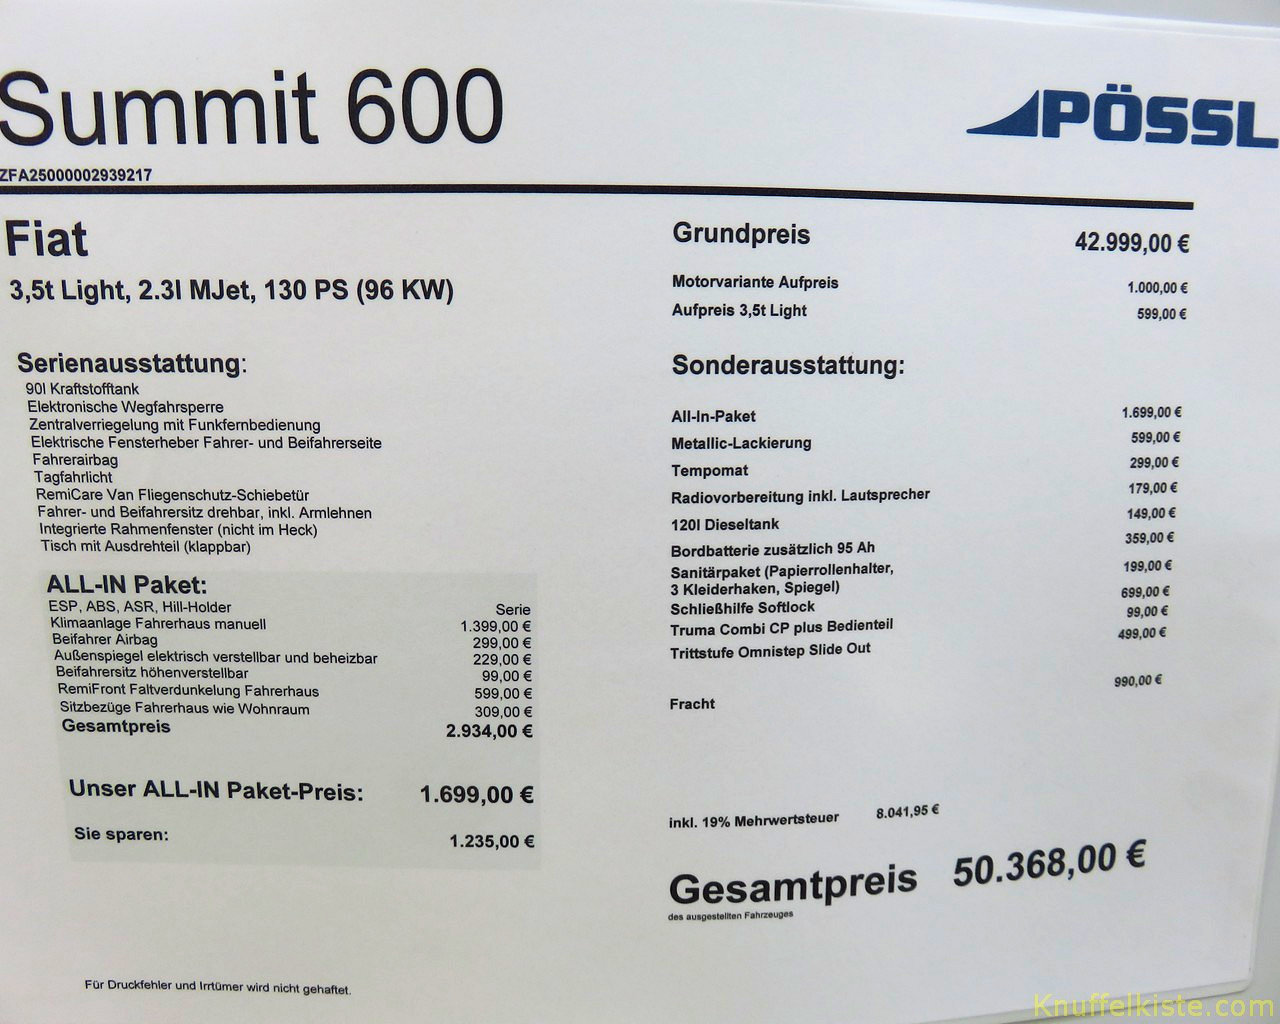 Summit 600
PÖSSL
ZFA25000002939217
Fiat
3,5t Light, 2.3l MJet, 130 PS (96 KW)
Serienausstattung:
90l Kraftstofftank
Elektronische Wegfahrsperre
Zentralverriegelung mit Funkfernbedienung
Elektrische Fensterheber Fahrer- und Beifahrerseite
Fahrerairbag
Tagfahrlicht
RemiCare Van Fliegenschutz-Schiebetür
Fahrer- und Beifahrersitz drehbar, inkl. Armlehnen
Integrierte Rahmenfenster (nicht im Heck)
Tisch mit Ausdrehteil (klappbar)
ALL-IN Paket:
ESP, ABS, ASR, Hill-Holder Serie
Klimaanlage Fahrerhaus manuell 1.399,00 €
Beifahrer Airbag 299,00 €
Außenspiegel elektrisch verstellbar und beheizbar 229,00 €
Beifahrersitz höhenverstellbar 99,00 €
RemiFront Faltverdunkelung Fahrerhaus 599,00 €
Sitzbezüge Fahrerhaus wie Wohnraum 309,00 €
Gesamtpreis 2.934,00 €
Unser ALL-IN Paket-Preis: 1.699,00 €
Sie sparen: 1.235,00 €
Für Druckfehler und Irrtümer wird nicht gehaftet.
Grundpreis 42.999,00 €
Motorvariante Aufpreis 1.000,00 €
Aufpreis 3,5t Light 599,00 €
Sonderausstattung:
All-In-Paket 1.699,00 €
Metallic-Lackierung 599,00 €
Tempomat 299,00 €
Radiovorbereitung inkl. Lautsprecher 179,00 €
120l Dieseltank 149,00 €
Bordbatterie zusätzlich 95 Ah 359,00 €
Sanitärpaket (Papierrollenhalter, 199,00 €
3 Kleiderhaken, Spiegel) 699,00 €
Schließhilfe Softlock 99,00 €
Truma Combi CP plus Bedienteil 499,00 €
Trittstufe Omnistep Slide Out
Fracht 990,00 €
inkl. 19% Mehrwertsteuer 8.041,95 €
Gesamtpreis 50.368,00 €
des ausgestellten Fahrzeuges
Knuffelkiste.com